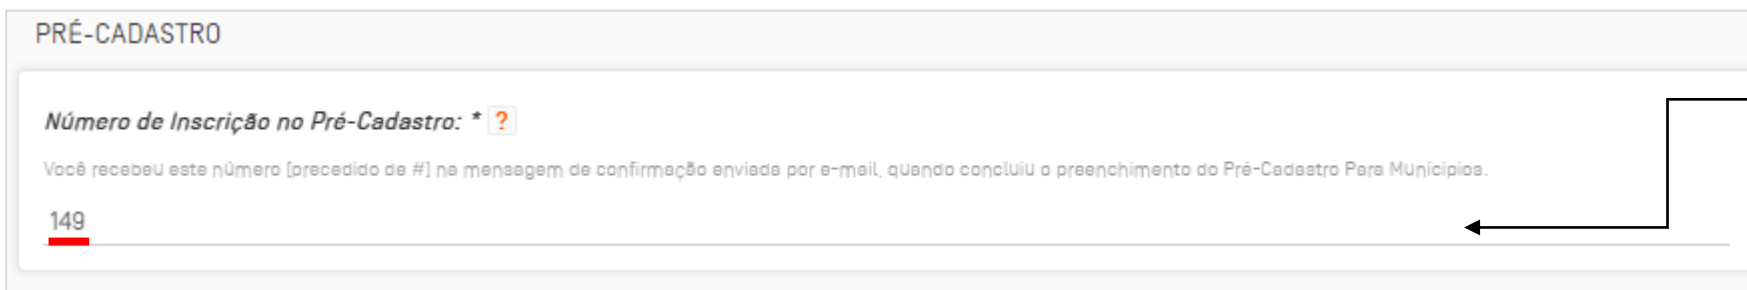 PRÉ-CADASTRO
Número de Inscrição no Pré-Cadastro: * ?
Você recebeu este número [precedido de #] na mensagem de confirmação enviada por e-mail, quando concluiu o preenchimento do Pré-Cadastro Para Municípios.
149